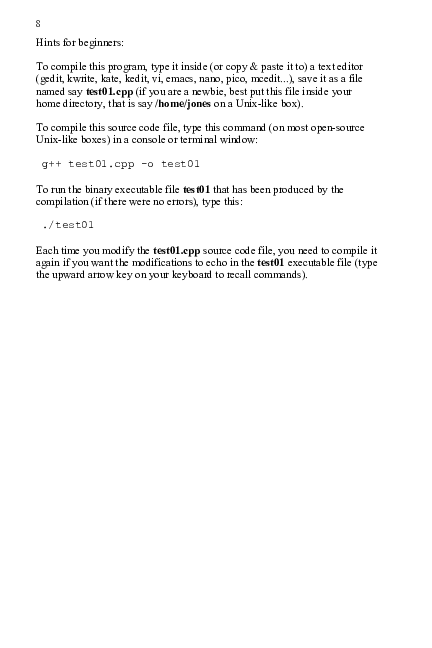 8
Hints for beginners:
To compile this program, type it inside (or copy & paste it to) a text editor
(gedit, kwrite, kate, kedit, vi, emacs, nano, pico, mcedit...), save it as a file
named say test01.cpp (if you are a newbie, best put this file inside your
home directory, that is say /home/jones on a Unix-like box).
To compile this source code file, type this command (on most open-source
Unix-like boxes) in a console or terminal window:
g++ test01.cpp -o test01
To run the binary executable file test01 that has been produced by the
compilation (if there were no errors), type this:
./test01
Each time you modify the test01.cpp source code file, you need to compile it
again if you want the modifications to echo in the test01 executable file (type
the upward arrow key on your keyboard to recall commands).